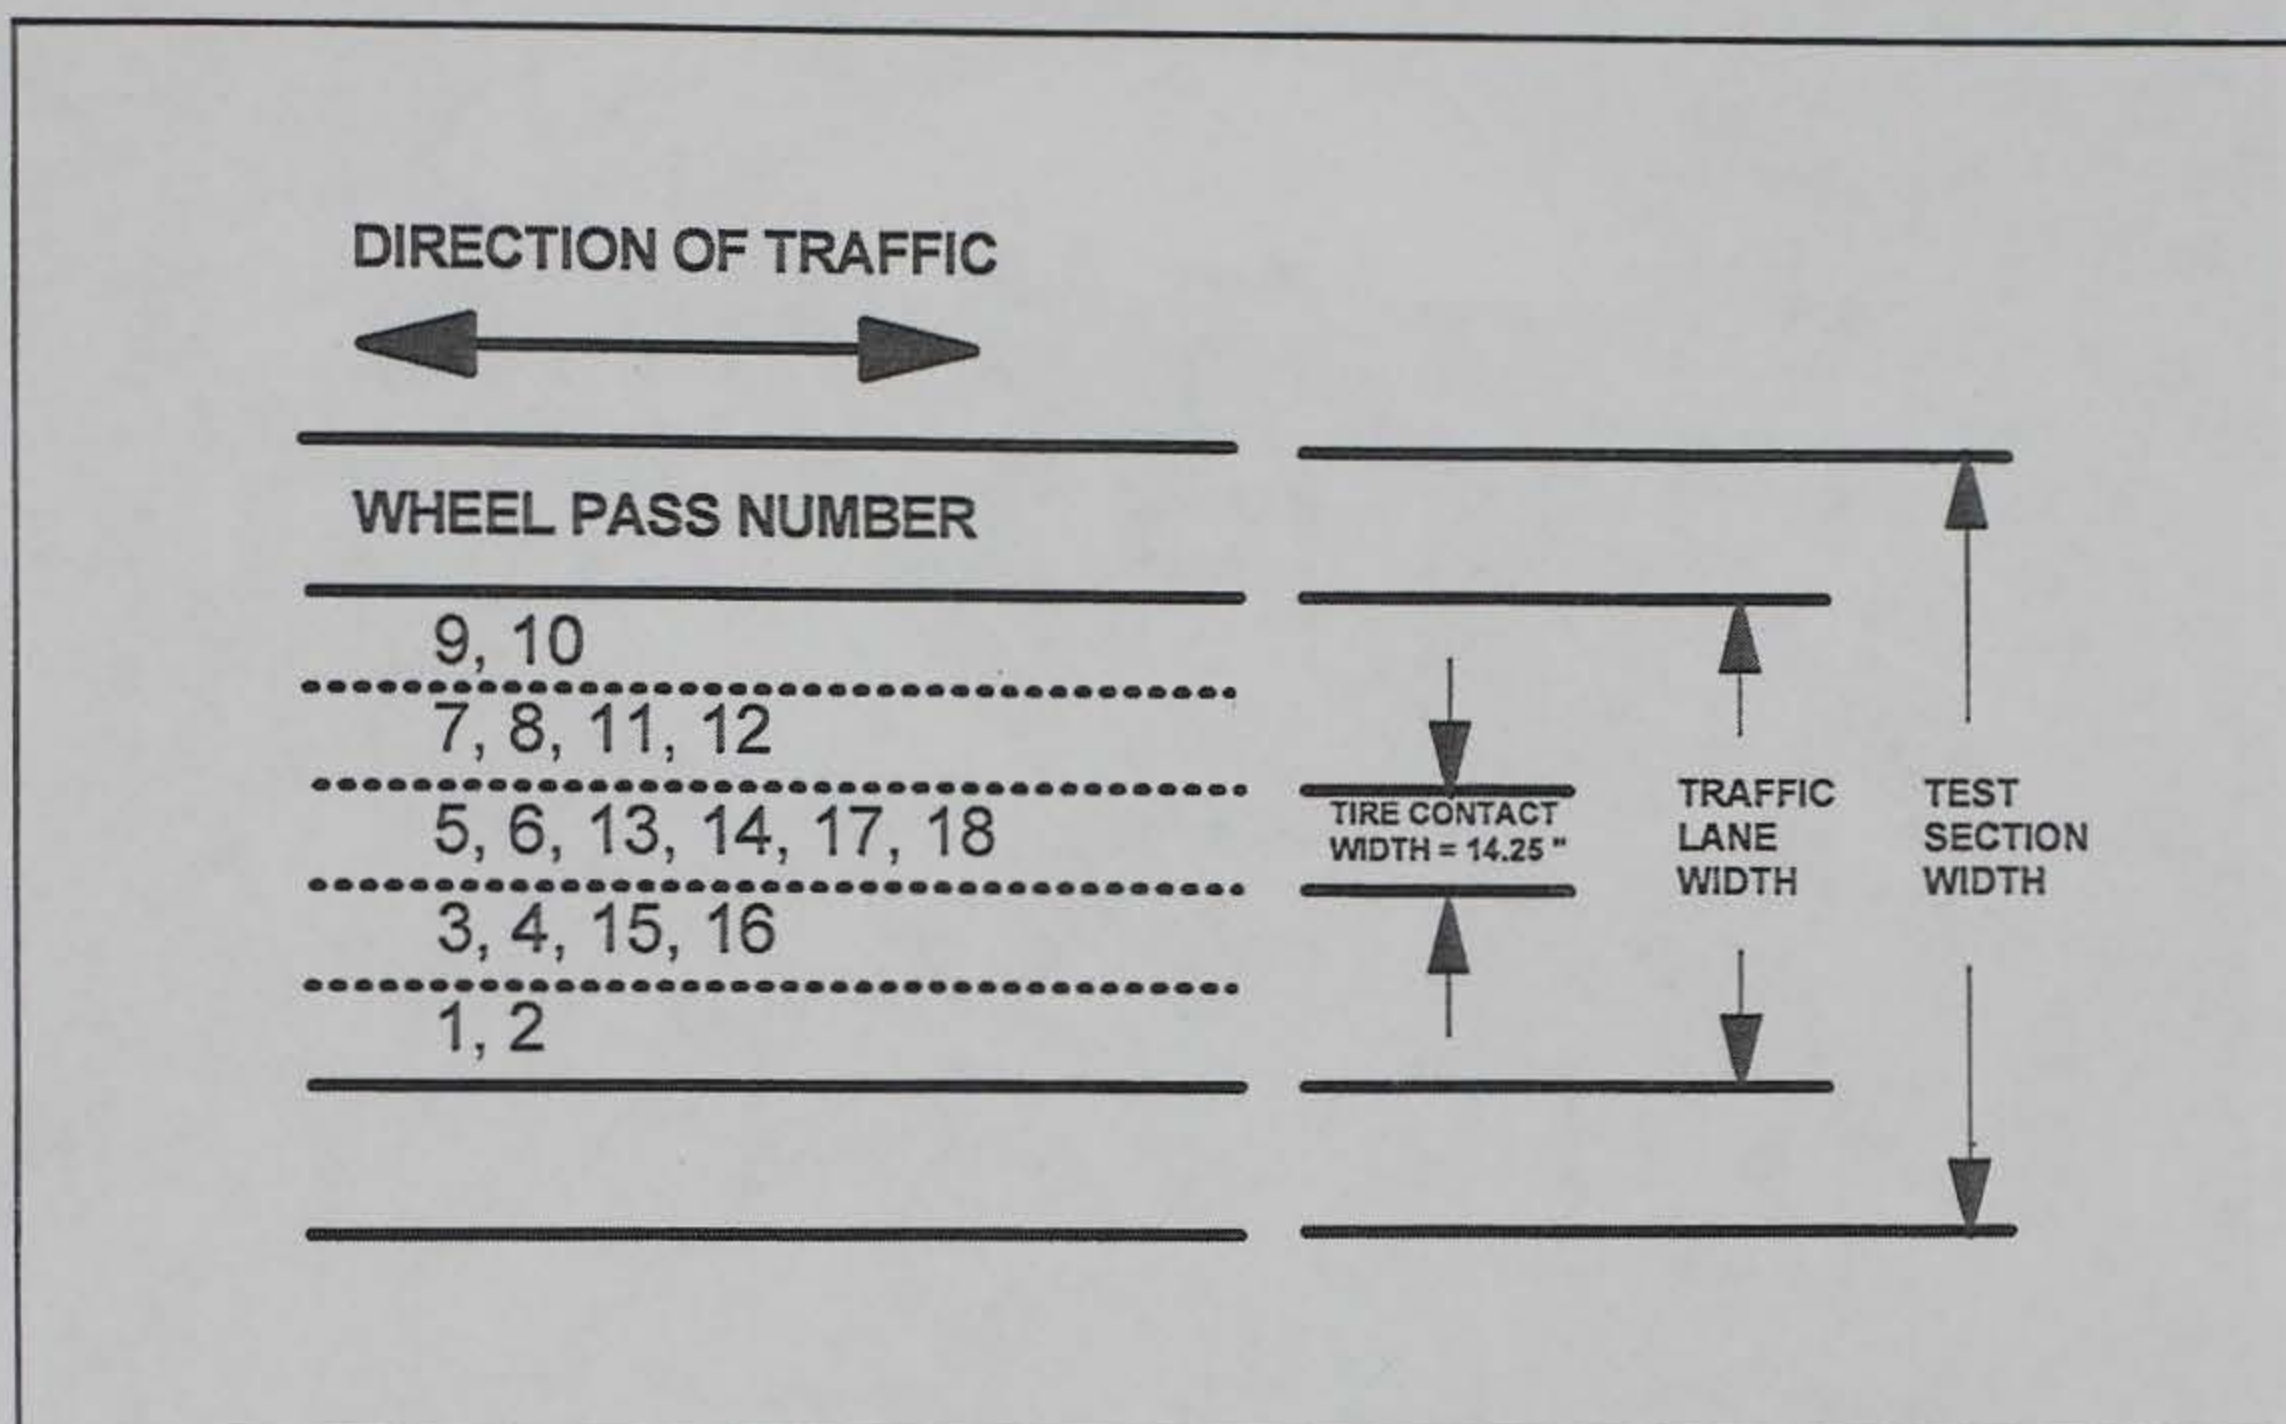 DIRECTION OF TRAFFIC
WHEEL PASS NUMBER
9, 10
7, 8, 11, 12
5, 6, 13, 14, 17, 18
3, 4, 15, 16
1, 2
TIRE CONTACT
WIDTH = 14.25 "
TRAFFIC
LANE
WIDTH
TEST
SECTION
WIDTH